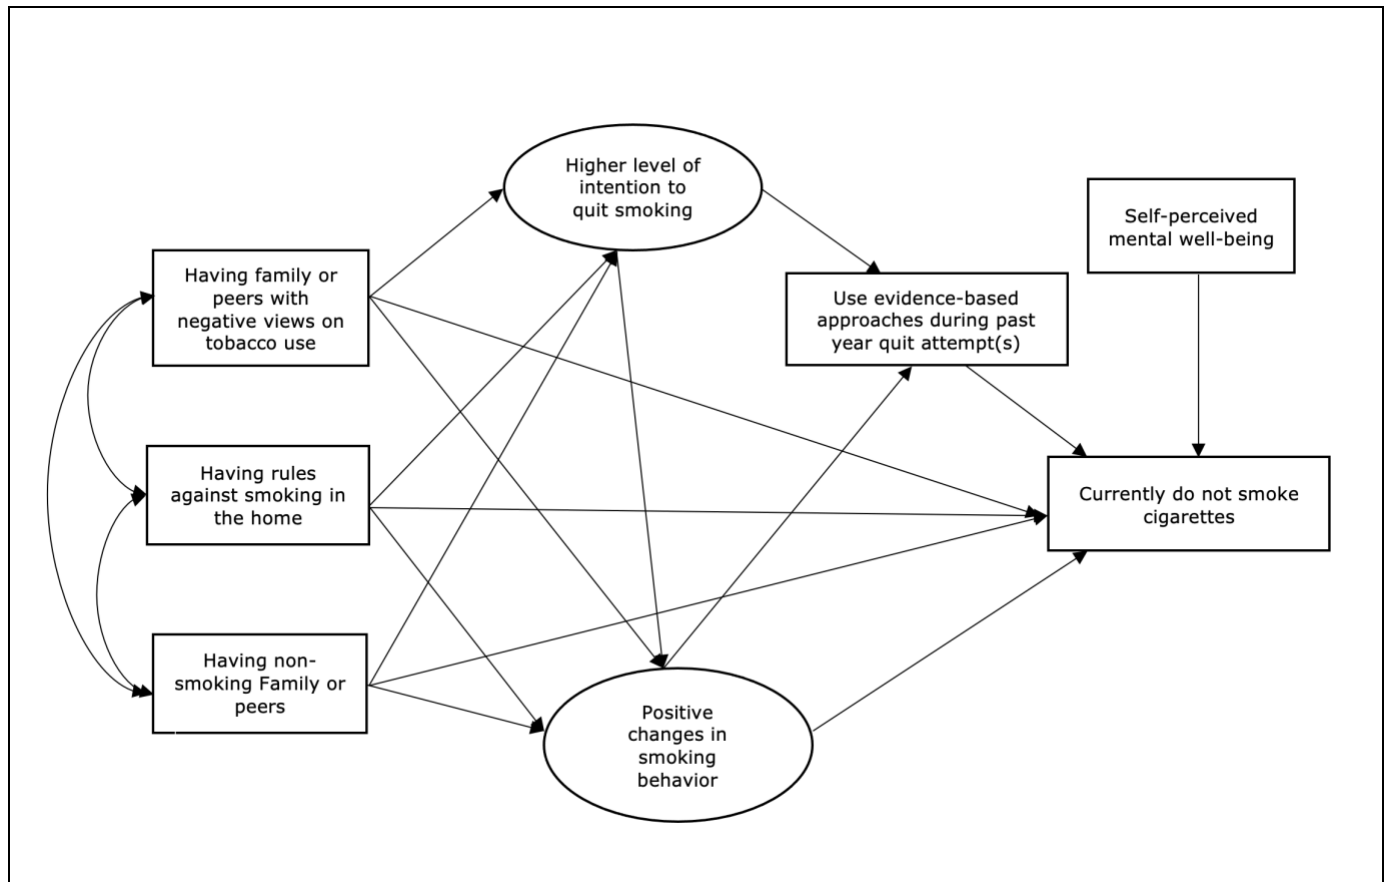 Higher level of
intention to
quit smoking
Self-perceived
mental well-being
Having family or
peers with
negative views on
tobacco use
Use evidence-based
approaches during past
year quit attempt(s)
Having rules
against smoking in
the home
Currently do not smoke
cigarettes
Having non-
smoking Family or
peers
Positive
changes in
smoking
behavior